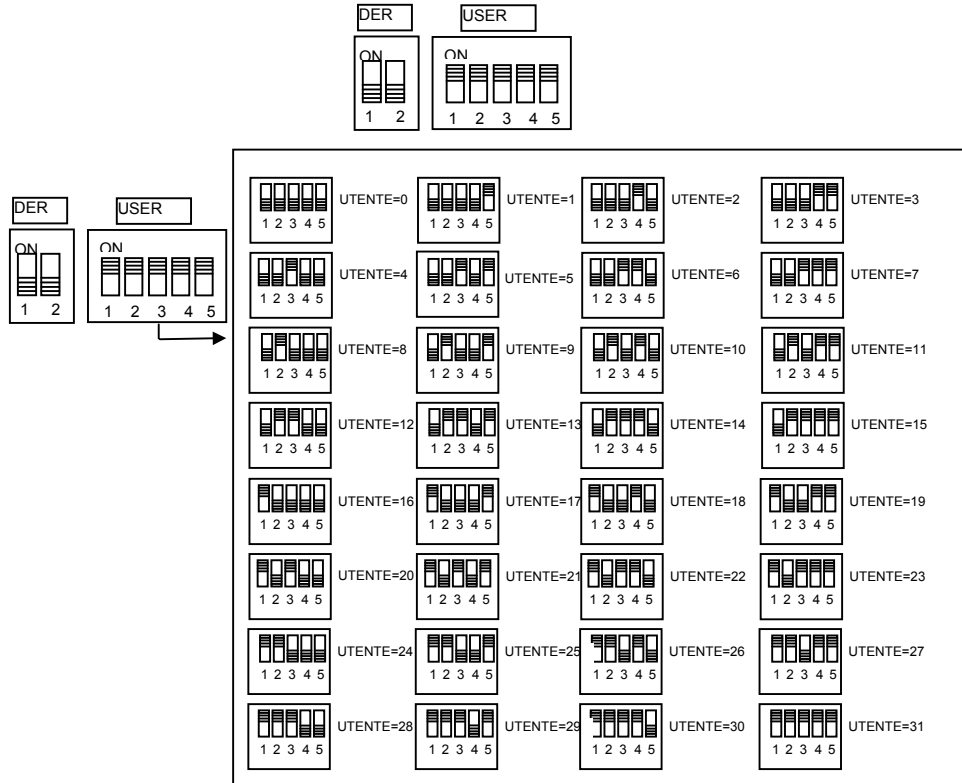 DER USER
ON ON
1 2 1 2 3 4 5
DER USER
ON ON
1 2 1 2 3 4 5
UTENTE=0 UTENTE=1 UTENTE=2 UTENTE=3
1 2 3 4 5 1 2 3 4 5 1 2 3 4 5 1 2 3 4 5
UTENTE=4 UTENTE=5 UTENTE=6 UTENTE=7
1 2 3 4 5 1 2 3 4 5 1 2 3 4 5 1 2 3 4 5
UTENTE=8 UTENTE=9 UTENTE=10 UTENTE=11
1 2 3 4 5 1 2 3 4 5 1 2 3 4 5 1 2 3 4 5
UTENTE=12 UTENTE=13 UTENTE=14 UTENTE=15
1 2 3 4 5 1 2 3 4 5 1 2 3 4 5 1 2 3 4 5
UTENTE=16 UTENTE=17 UTENTE=18 UTENTE=19
1 2 3 4 5 1 2 3 4 5 1 2 3 4 5 1 2 3 4 5
UTENTE=20 UTENTE=21 UTENTE=22 UTENTE=23
1 2 3 4 5 1 2 3 4 5 1 2 3 4 5 1 2 3 4 5
UTENTE=24 UTENTE=25 UTENTE=26 UTENTE=27
1 2 3 4 5 1 2 3 4 5 1 2 3 4 5 1 2 3 4 5
UTENTE=28 UTENTE=29 UTENTE=30 UTENTE=31
1 2 3 4 5 1 2 3 4 5 1 2 3 4 5 1 2 3 4 5